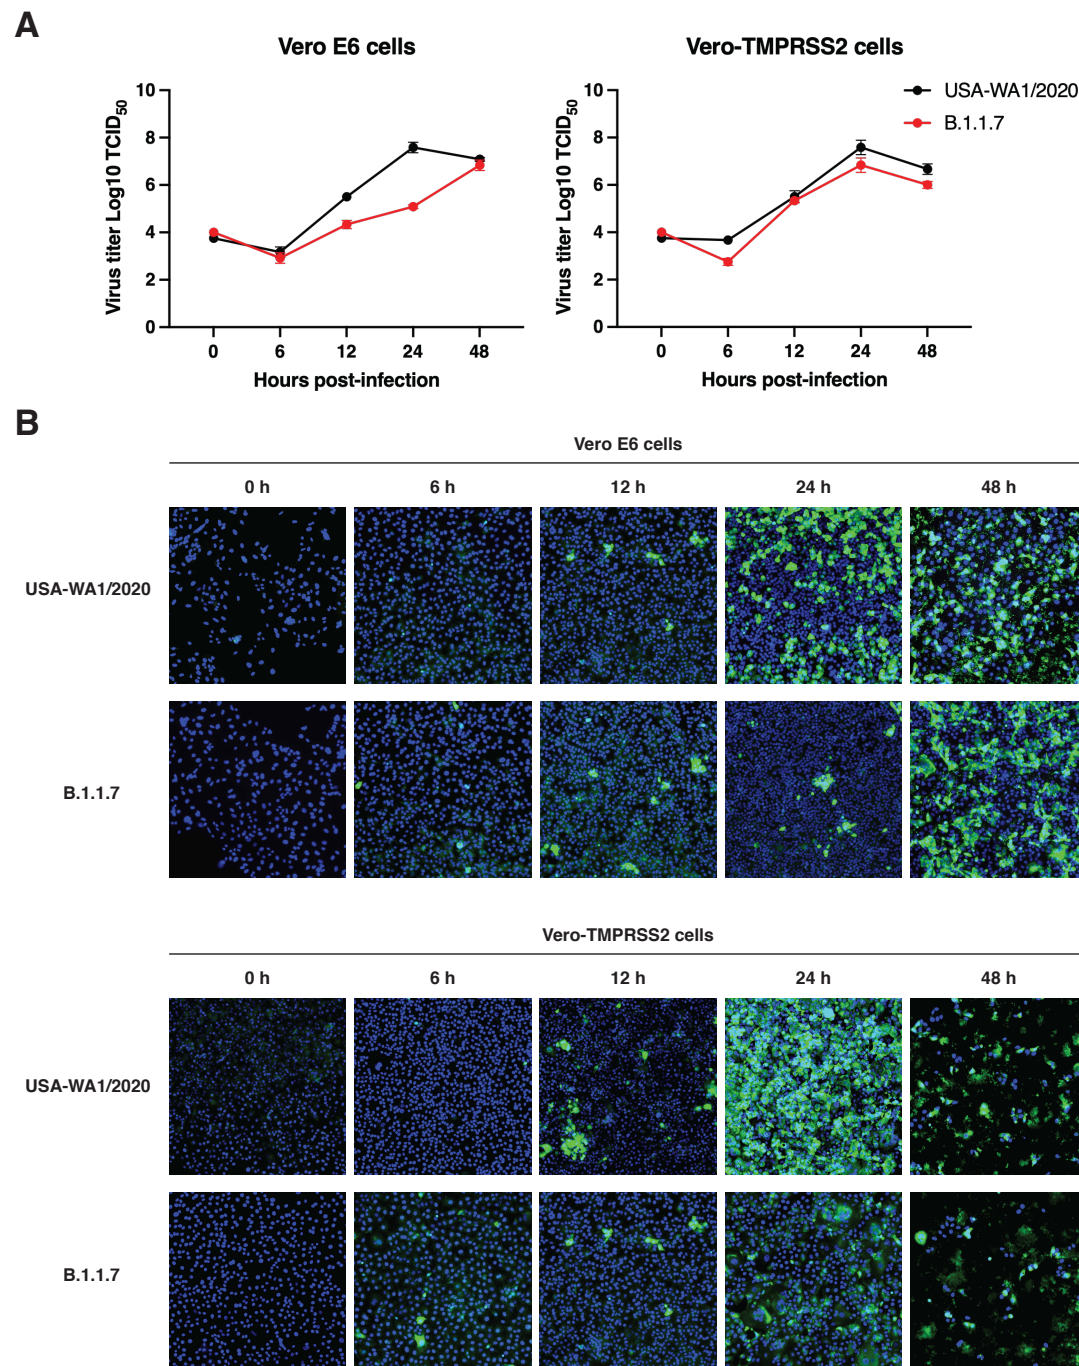 A
Vero E6 cells
Vero-TMPRSS2 cells
USA-WA1/2020
B.1.1.7
Virus titer Log10 TCID50
10
8
6
4
2
0
0 6 12 24 48
Hours post-infection
Virus titer Log10 TCID50
10
8
6
4
2
0
0 6 12 24 48
Hours post-infection
B
Vero E6 cells
0 h 6 h 12 h 24 h 48 h
USA-WA1/2020
B.1.1.7
Vero-TMPRSS2 cells
0 h 6 h 12 h 24 h 48 h
USA-WA1/2020
B.1.1.7